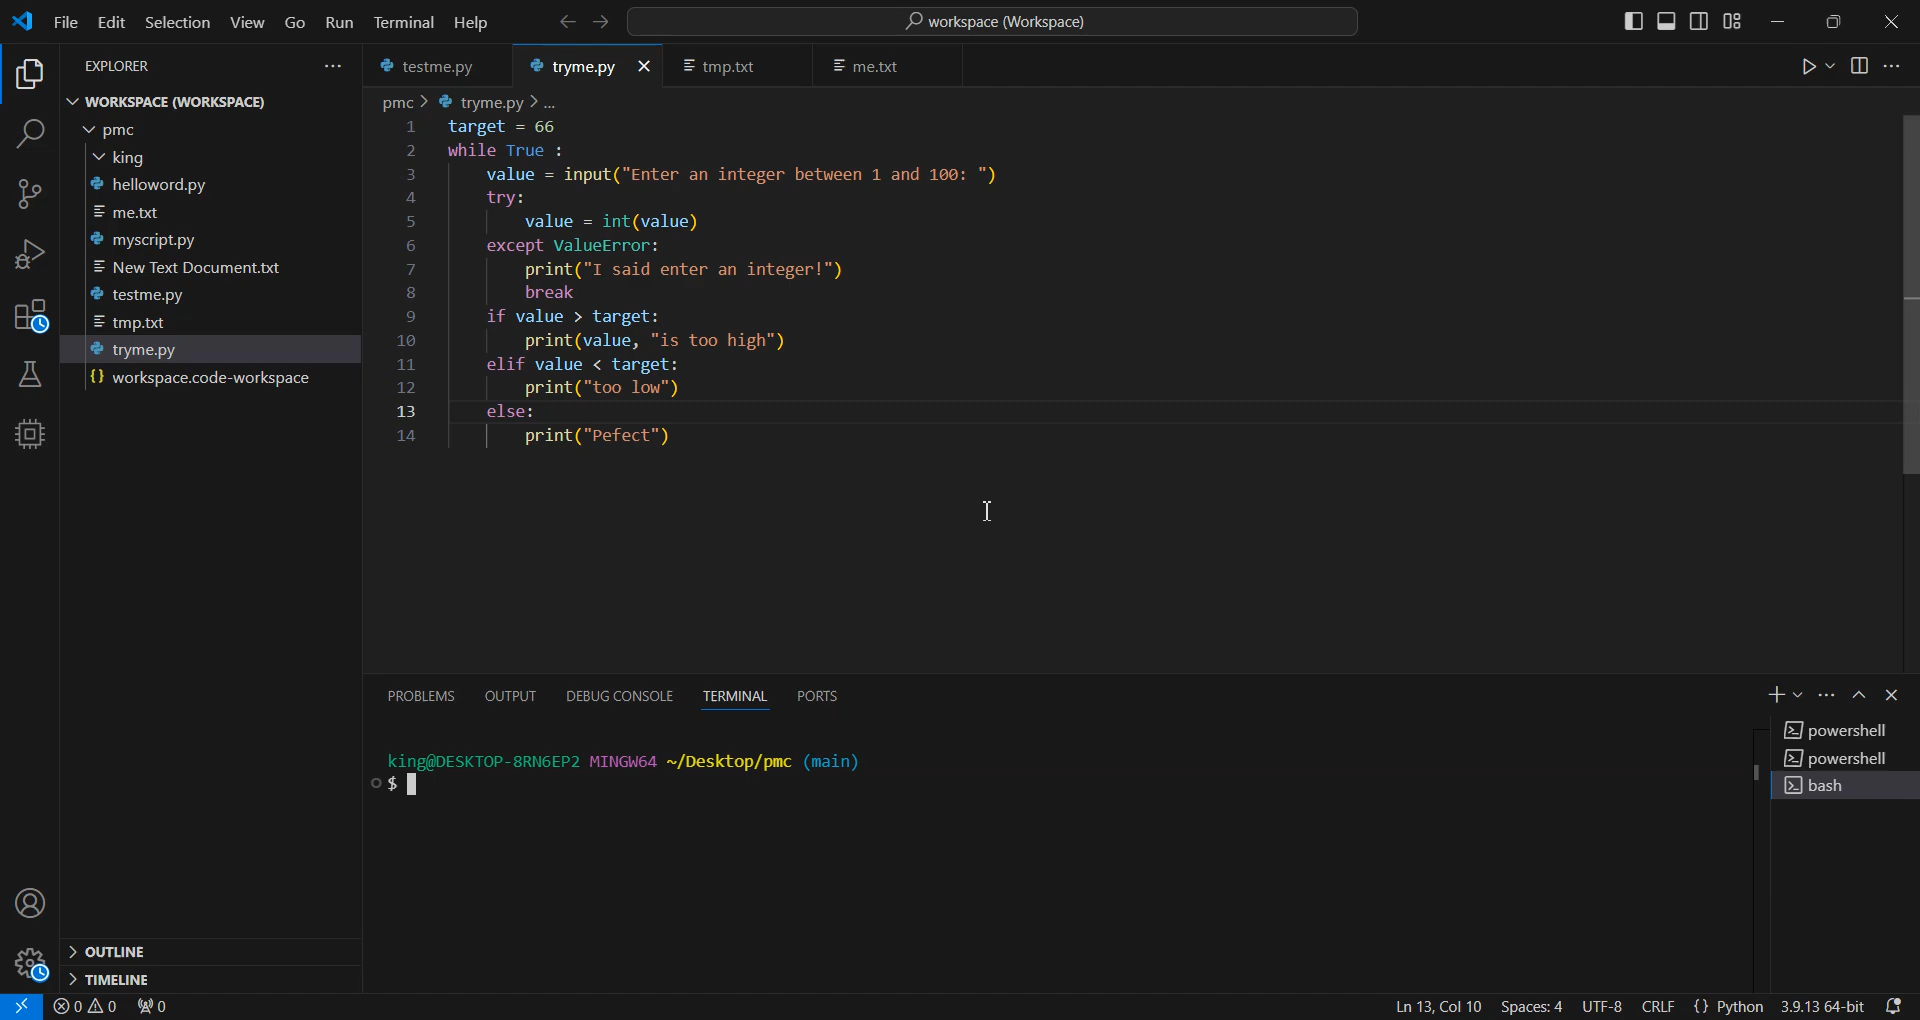 File Edit Selection View Go Run Terminal Help
workspace (Workspace)
EXPLORER
WORKSPACE (WORKSPACE)
pmc
king
helloword.py
me.txt
myscript.py
New Text Document.txt
testme.py
tmp.txt
tryme.py
{} workspace.code-workspace
OUTLINE
TIMELINE
testme.py tryme.py tmp.txt me.txt
pmc > tryme.py > ...
1 target = 66
2 while True :
3 value = input("Enter an integer between 1 and 100: ")
4 try:
5 value = int(value)
6 except ValueError:
7 print("I said enter an integer!")
8 break
9 if value > target:
10 print(value, "is too high")
11 elif value < target:
12 print("too low")
13 else:
14 print("Pefect")
PROBLEMS OUTPUT DEBUG CONSOLE TERMINAL PORTS
king@DESKTOP-8RN6EP2 MINGW64 ~/Desktop/pmc (main)
$
powershell
powershell
bash
0 0 0 Ln 13, Col 10 Spaces: 4 UTF-8 CRLF {} Python 3.9.13 64-bit